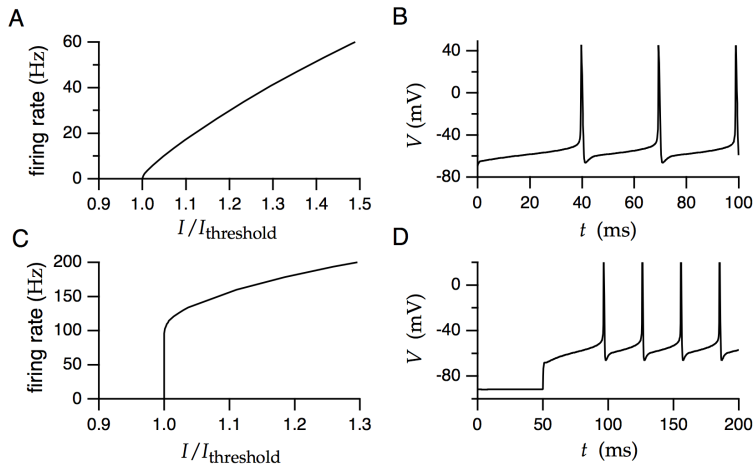 A
firing rate (Hz)
60
40
20
0
0.9 1.0 1.1 1.2 1.3 1.4 1.5
I/I_threshold
B
V (mV)
40
0
-40
-80
0 20 40 60 80 100
t (ms)
C
firing rate (Hz)
200
150
100
50
0
0.9 1.0 1.1 1.2 1.3
I/I_threshold
D
V (mV)
0
-40
-80
0 50 100 150 200
t (ms)